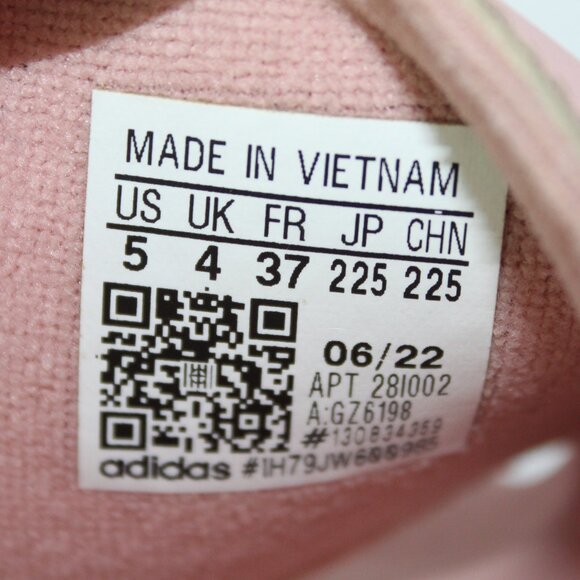 MADE IN VIETNAM
US UK FR JP CHN
5 4 37 225 225
06/22
APT 28I002
A:GZ6198
#130834359
adidas